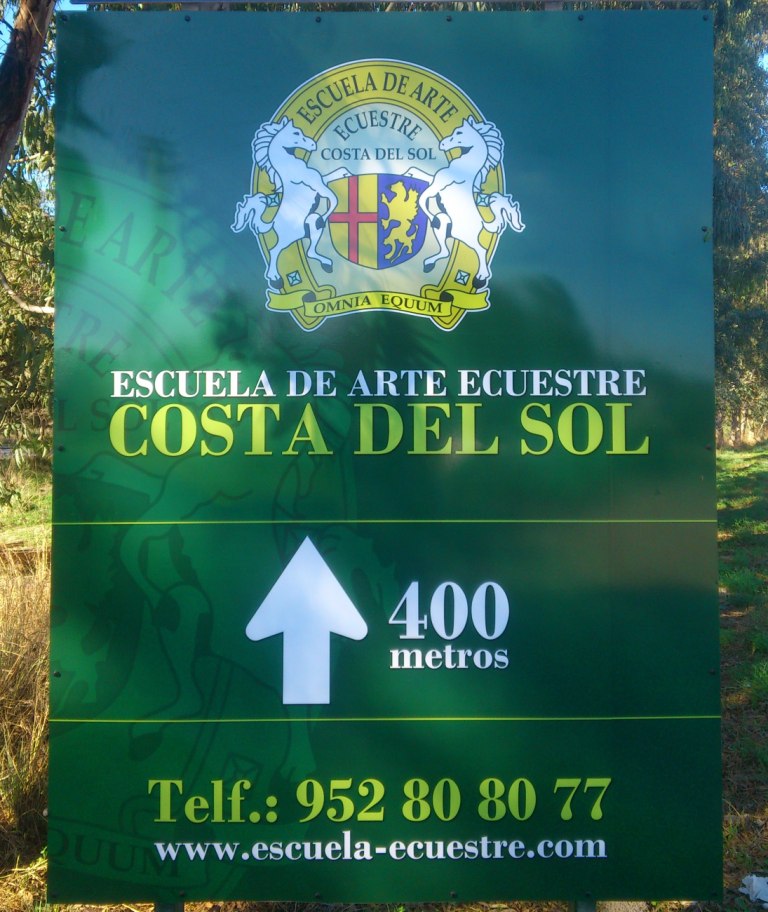 ESCUELA DE ARTE
ECUESTRE
COSTA DEL SOL
OMNIA EQUUM
ESCUELA DE ARTE ECUESTRE
COSTA DEL SOL
400
metros
Telf.: 952 80 80 77
www.escuela-ecuestre.com